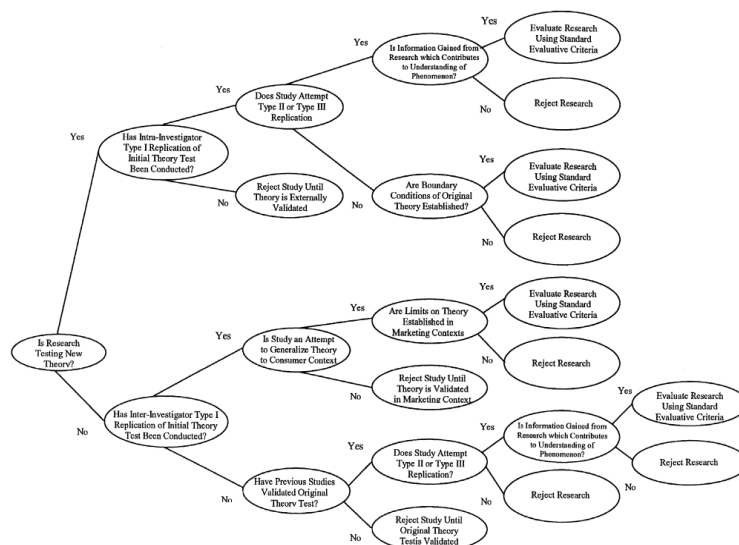 Yes
Evaluate Research
Using Standard
Evaluative Criteria
Yes
Is Information Gained from
Research which Contributes
to Understanding of
Phenomenon?
No
Reject Research
Yes
Does Study Attempt
Type II or Type III
Replication
Yes
Has Intra-Investigator
Type I Replication of
Initial Theory Test
Been Conducted?
Yes
Evaluate Research
Using Standard
Evaluative Criteria
No
Reject Study Until
Theory is Externally
Validated
No
Are Boundary
Conditions of Original
Theory Established?
No
Reject Research
Yes
Evaluate Research
Using Standard
Evaluative Criteria
Yes
Are Limits on Theory
Established in
Marketing Contexts
Yes
Is Study an Attempt
to Generalize Theory
to Consumer Context
No
Reject Research
Is Research
Testing New
Theory?
No
Reject Study Until
Theory is Validated
in Marketing Context
Yes
Evaluate Research
Using Standard
Evaluative Criteria
No
Has Inter-Investigator Type I
Replication of Initial Theory
Test Been Conducted?
Yes
Is Information Gained from
Research which Contributes
to Understanding of
Phenomenon?
Yes
Does Study Attempt
Type II or Type III
Replication?
No
Reject Research
No
Have Previous Studies
Validated Original
Theory Test?
No
Reject Research
No
Reject Study Until
Original Theory
Testis Validated